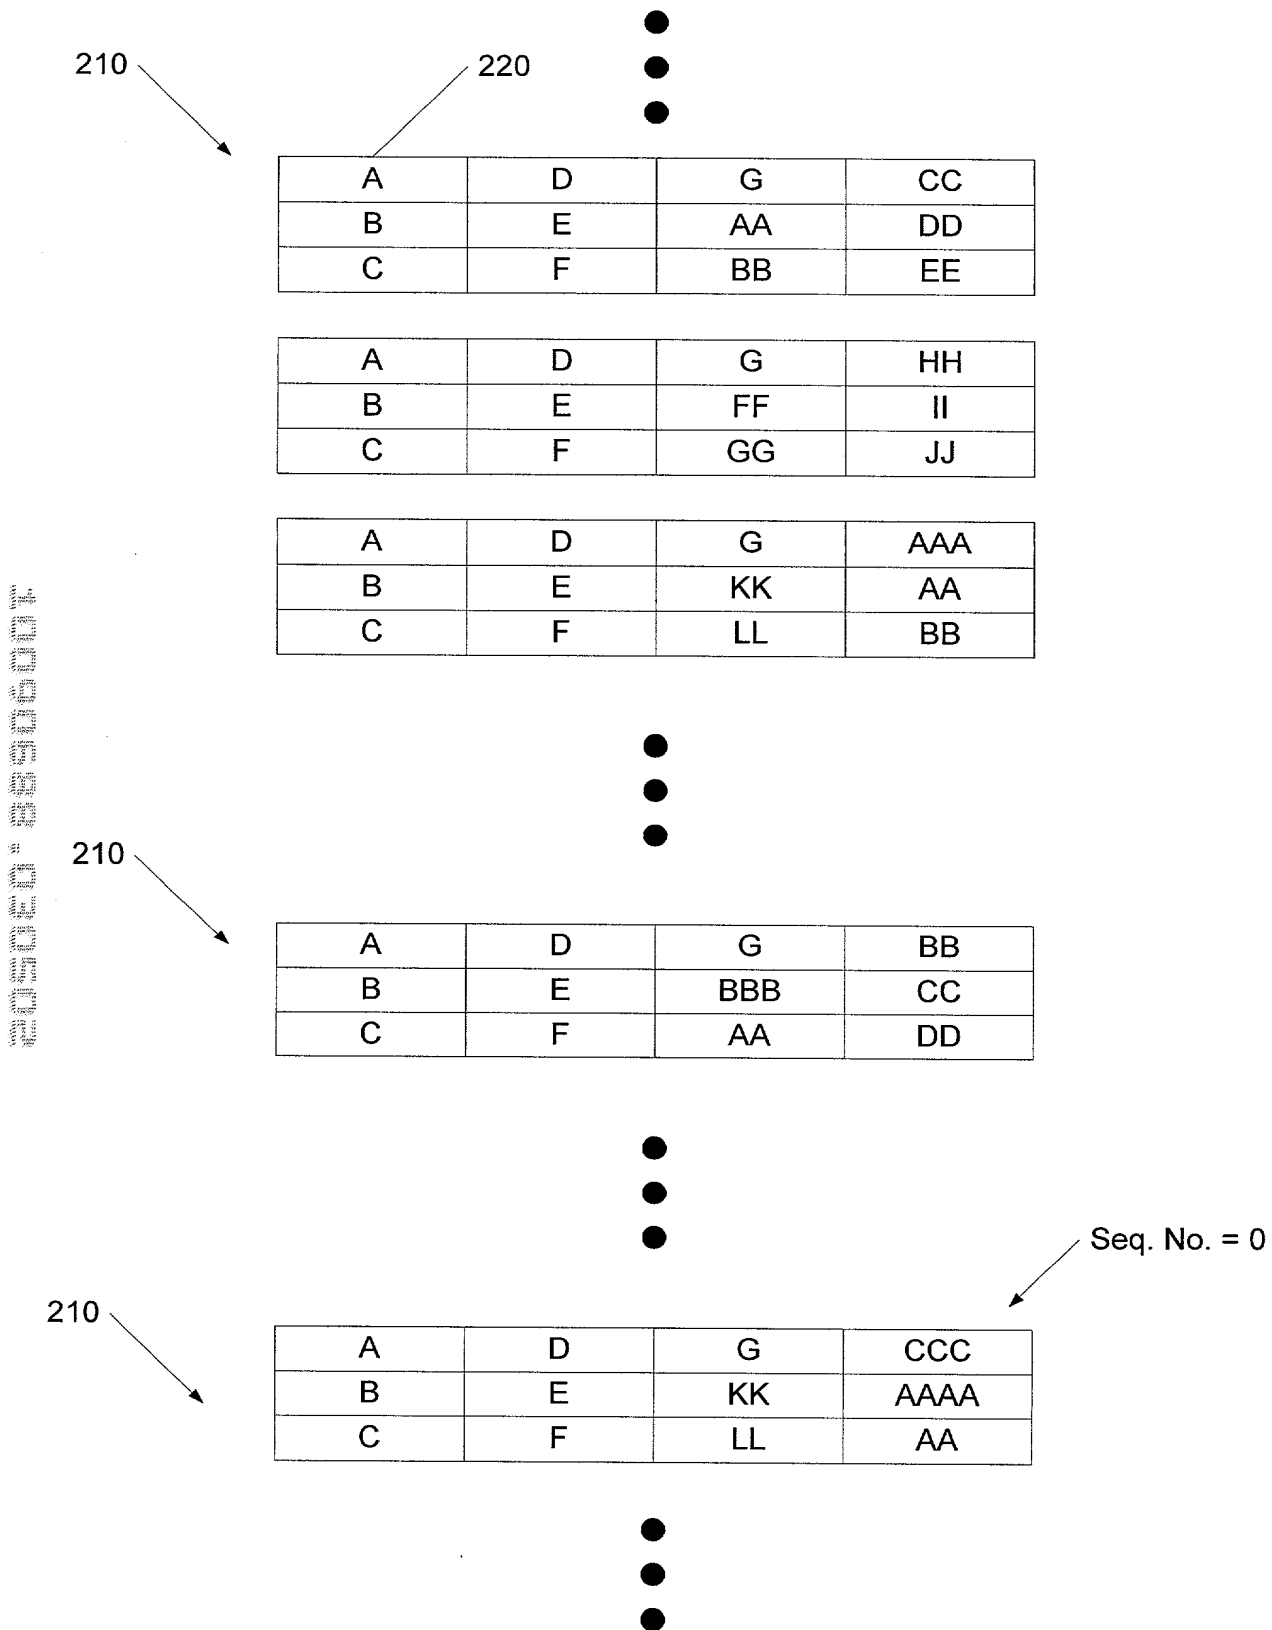 210 220
A D G CC
B E AA DD
C F BB EE
A D G HH
B E FF II
C F GG JJ
A D G AAA
B E KK AA
C F LL BB
210
A D G BB
B E BBB CC
C F AA DD
Seq. No. = 0
210
A D G CCC
B E KK AAAA
C F LL AA